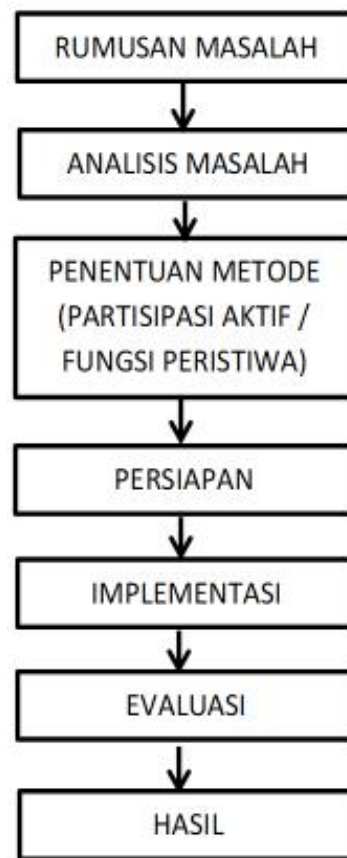 RUMUSAN MASALAH
ANALISIS MASALAH
PENENTUAN METODE
(PARTISIPASI AKTIF /
FUNGSI PERISTIWA)
PERSIAPAN
IMPLEMENTASI
EVALUASI
HASIL